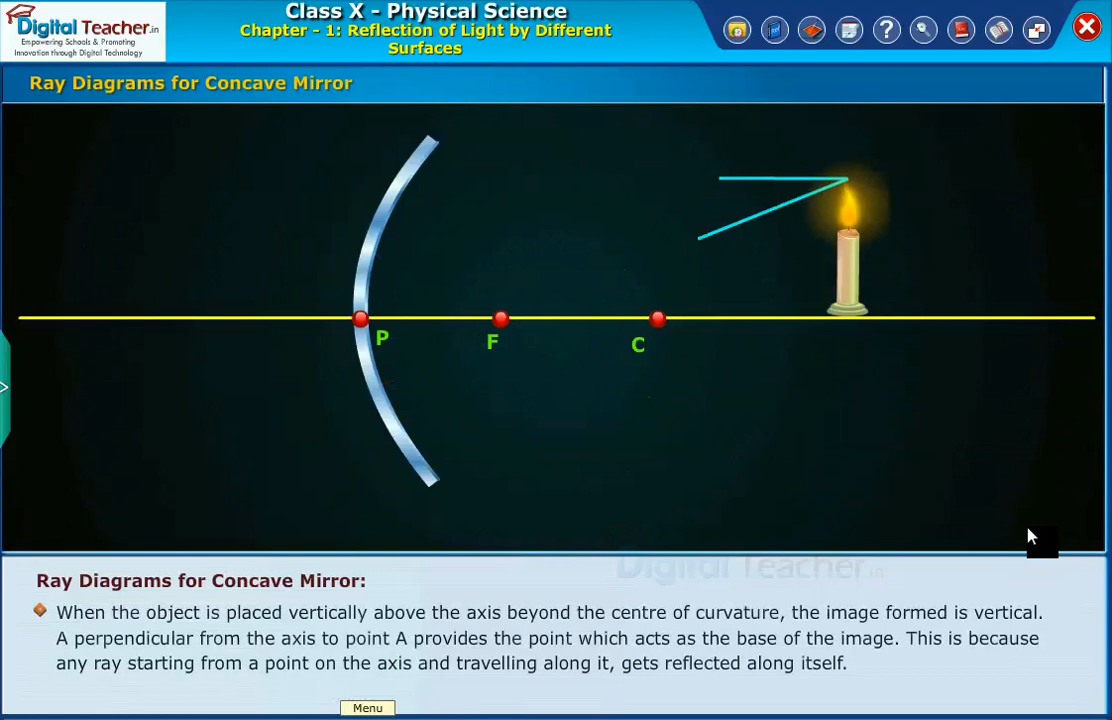 Digital Teacher.in
Empowering Schools & Promoting
Innovation through Digital Technology
Class X - Physical Science
Chapter - 1: Reflection of Light by Different
Surfaces
Ray Diagrams for Concave Mirror
P
F
C
Digital Teacher.in
Ray Diagrams for Concave Mirror:
When the object is placed vertically above the axis beyond the centre of curvature, the image formed is vertical.
A perpendicular from the axis to point A provides the point which acts as the base of the image. This is because
any ray starting from a point on the axis and travelling along it, gets reflected along itself.
Menu